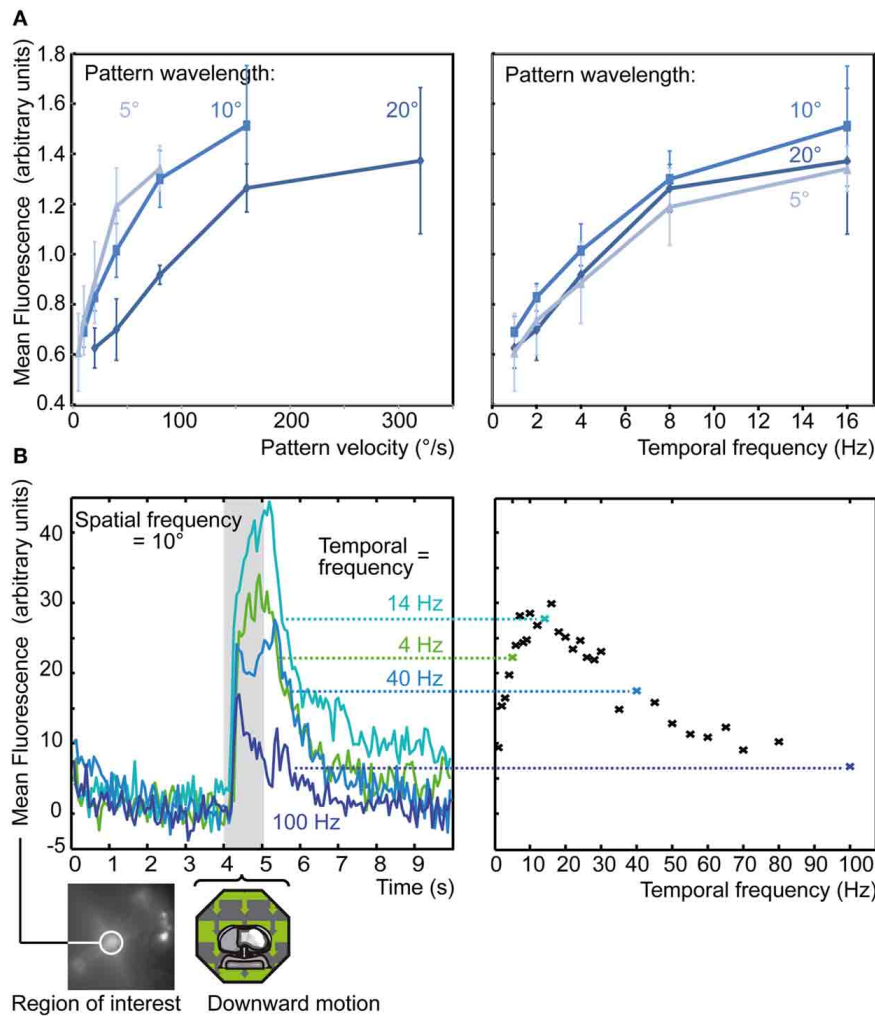 A
Mean Fluorescence (arbitrary units)
1.8
1.6
1.4
1.2
1.0
0.8
0.6
0.4
Pattern wavelength:
5°
10°
20°
0
100
200
300
Pattern velocity (°/s)
Pattern wavelength:
10°
20°
5°
0
2
4
6
8
10
12
14
16
Temporal frequency (Hz)
B
Mean Fluorescence (arbitrary units)
40
30
20
10
0
-5
Spatial frequency
= 10°
Temporal
frequency =
14 Hz
4 Hz
40 Hz
100 Hz
0
1
2
3
4
5
6
7
8
9
Time (s)
0
10
20
30
40
50
60
70
80
90
100
Temporal frequency (Hz)
Region of interest
Downward motion